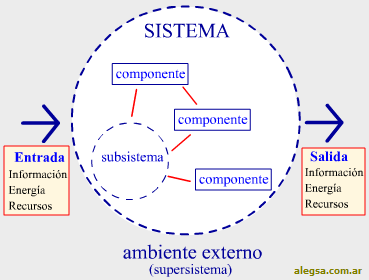 SISTEMA
componente
componente
subsistema
componente
Entrada
Información
Energía
Recursos
Salida
Información
Energía
Recursos
ambiente externo
(supersistema)
alegsa.com.ar